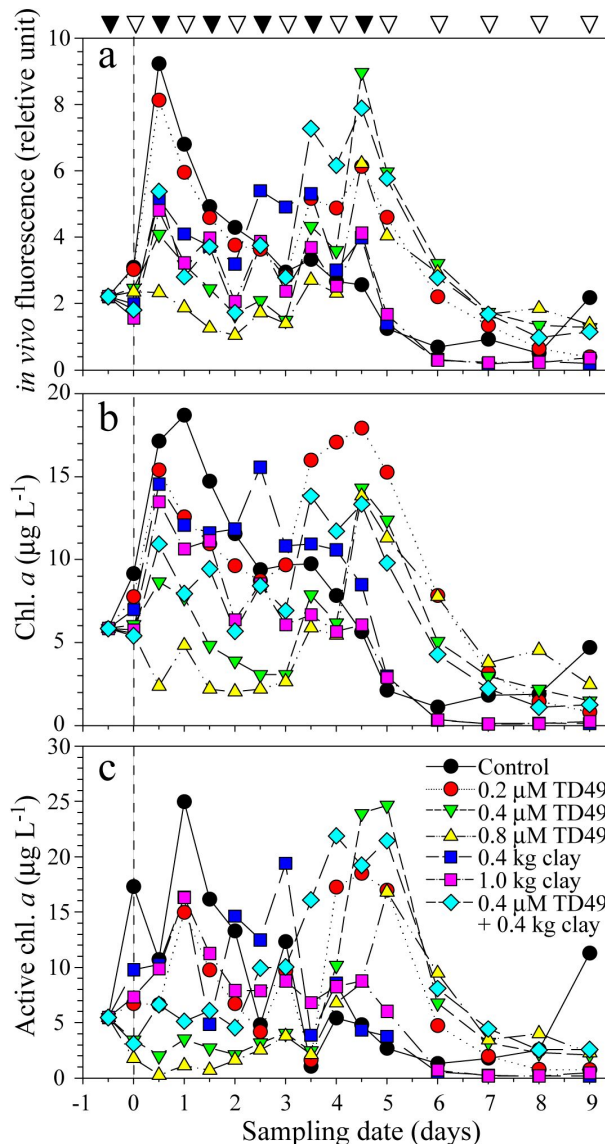 a
10
8
6
4
2
0
in vivo fluorescence (reletive unit)
b
20
15
10
5
0
Chl. a (µg L⁻¹)
c
30
25
20
15
10
5
0
Active chl. a (µg L⁻¹)
Control
0.2 µM TD49
0.4 µM TD49
0.8 µM TD49
0.4 kg clay
1.0 kg clay
0.4 µM TD49
+ 0.4 kg clay
-1 0 1 2 3 4 5 6 7 8 9
Sampling date (days)